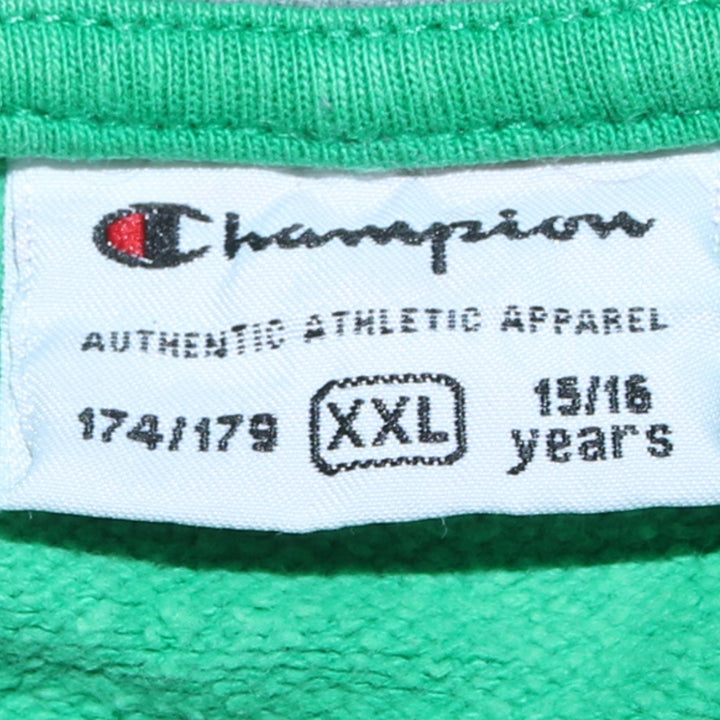 Champion
AUTHENTIC ATHLETIC APPAREL
174/179 XXL 15/16 years